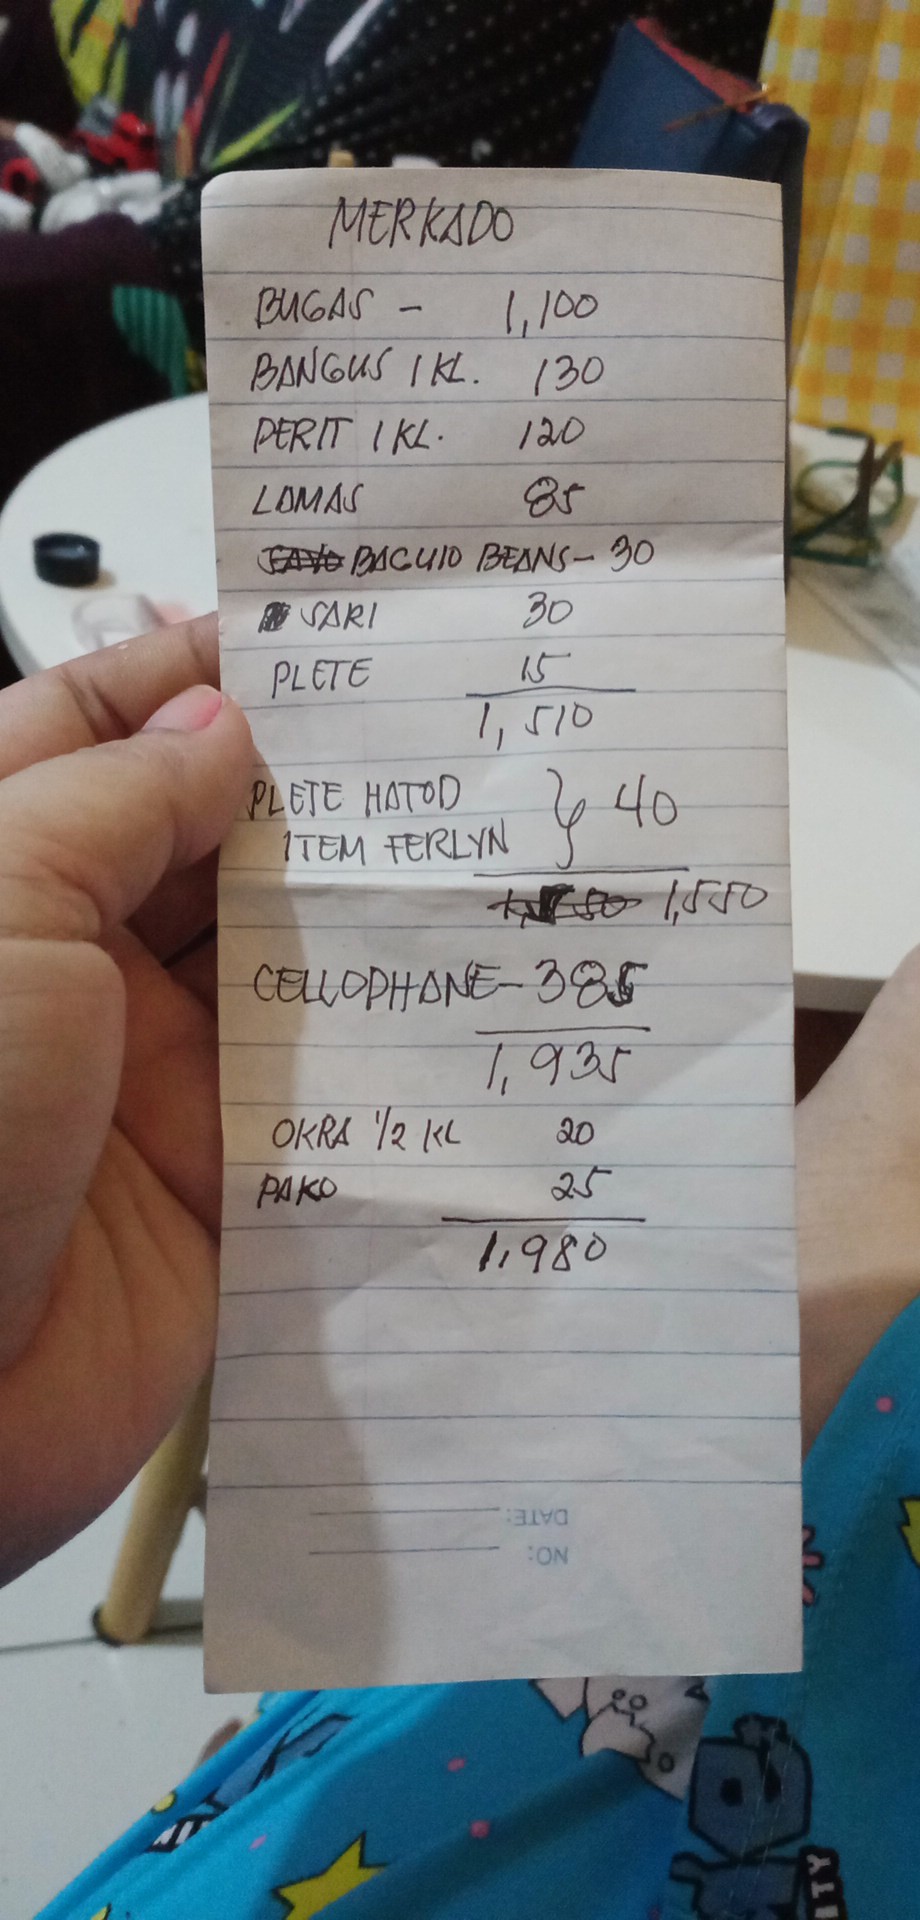 MERKADO
BUGAS - 1,100
BANGUS 1 KL. 130
PERIT 1 KL. 120
LAMAS 85
BAGUIO BEANS - 30
SARI 30
PLETE 15
1,510
PLETE HATOD } 40
ITEM FERLYN
1,550
CELLOPHANE - 385
1,935
OKRA 1/2 KL 20
PAKO 25
1,980
DATE:
NO: